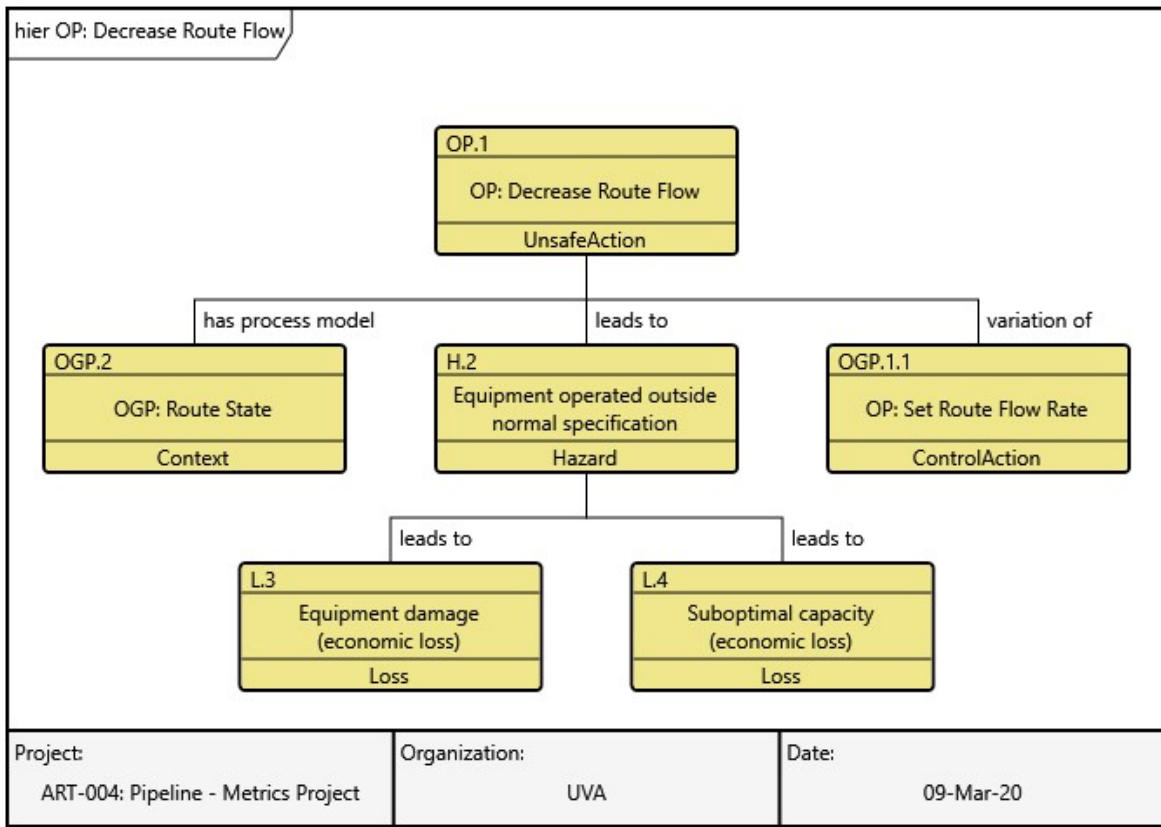 hier OP: Decrease Route Flow
OP.1
OP: Decrease Route Flow
UnsafeAction
has process model
leads to
variation of
OGP.2
OGP: Route State
Context
H.2
Equipment operated outside
normal specification
Hazard
OGP.1.1
OP: Set Route Flow Rate
ControlAction
leads to
leads to
L.3
Equipment damage
(economic loss)
Loss
L.4
Suboptimal capacity
(economic loss)
Loss
Project:
ART-004: Pipeline - Metrics Project
Organization:
UVA
Date:
09-Mar-20